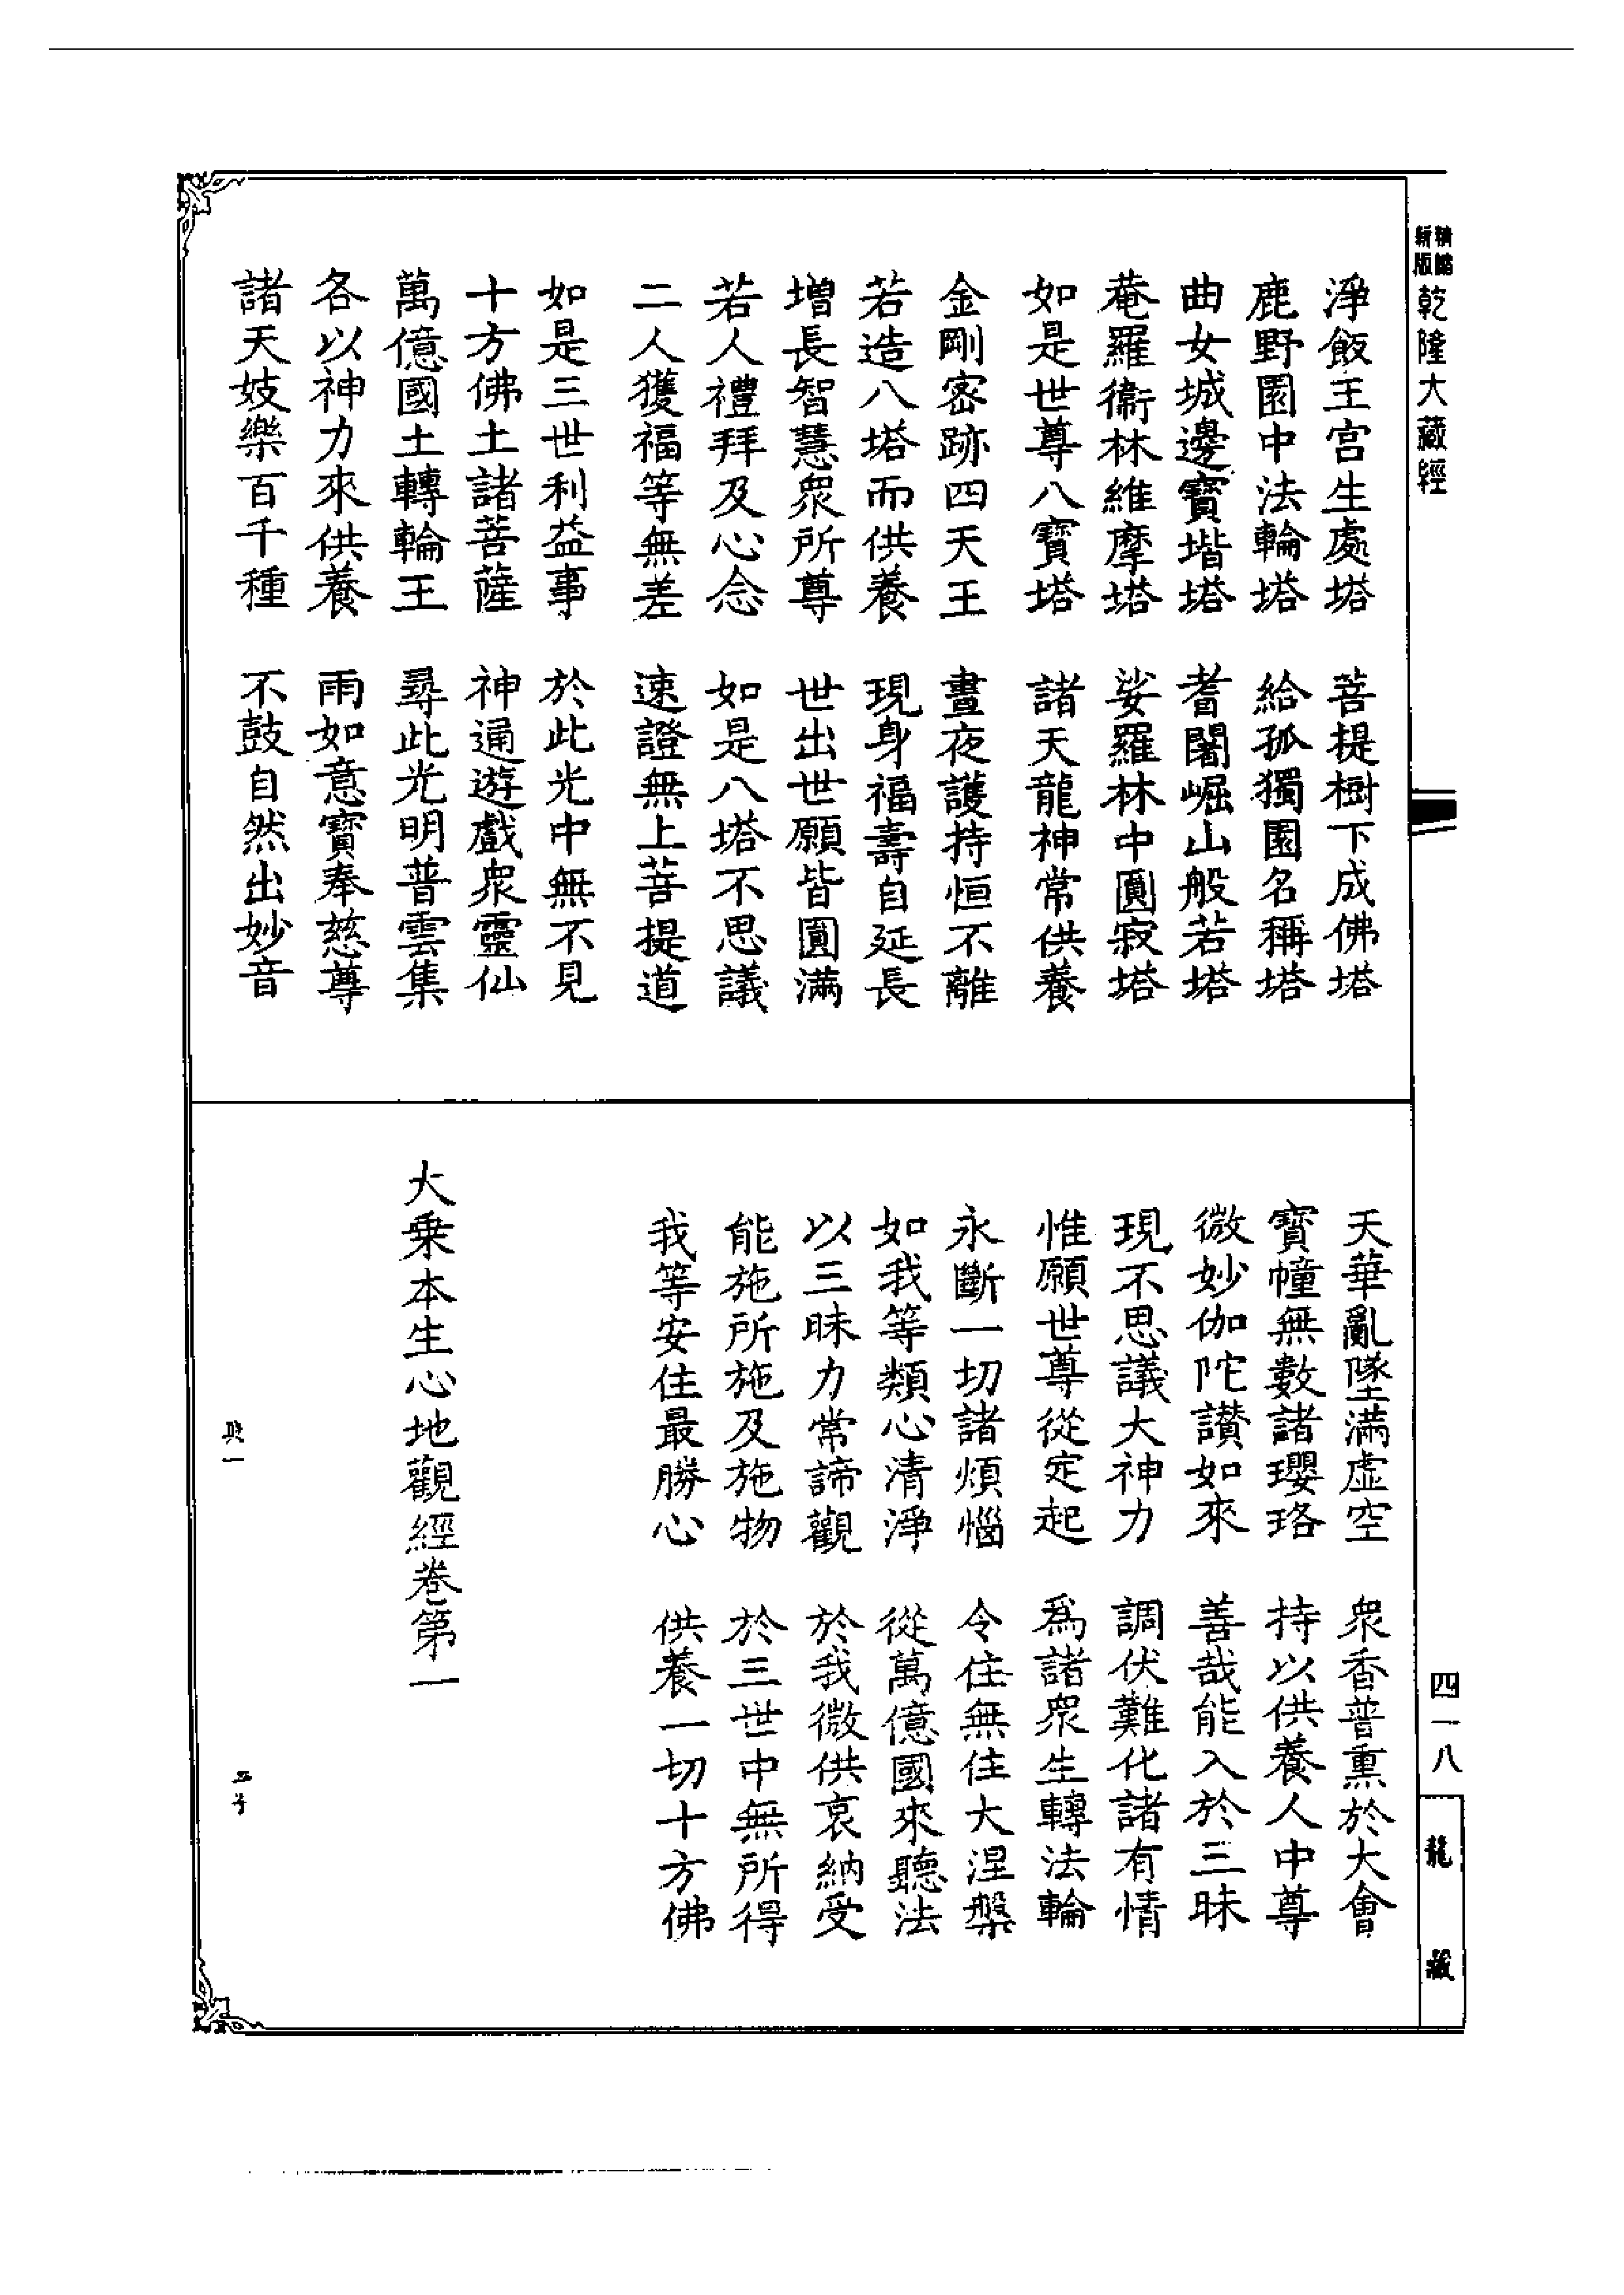 新版
精縮
乾隆大藏經
淨飯王宮生處塔　菩提樹下成佛塔
鹿野園中法輪塔　給孤獨園名稱塔
曲女城邊寶堦塔　耆闍崛山般若塔
菴羅衞林維摩塔　娑羅林中圓寂塔
如是世尊八寶塔　諸天龍神常供養
金剛密跡四天王　晝夜護持恒不離
若造八塔而供養　現身福壽自延長
增長智慧衆所尊　世出世願皆圓滿
若人禮拜及心念　如是八塔不思議
二人獲福等無差　速證無上菩提道
如是三世利益事　於此光中無不見
十方佛土諸菩薩　神通遊戲衆靈仙
萬億國土轉輪王　尋此光明普雲集
各以神力來供養　雨如意寶奉慈尊
諸天妓樂百千種　不鼓自然出妙音
天華亂墜滿虛空　衆香普熏於大會
寶幢無數諸瓔珞　持以供養人中尊
微妙伽陀讚如來　善哉能入於三昧
現不思議大神力　調伏難化諸有情
惟願世尊從定起　爲諸衆生轉法輪
永斷一切諸煩惱　令住無住大涅槃
如我等類心清淨　從萬億國來聽法
以三昧力常諦觀　於我微供哀納受
能施所施及施物　於三世中無所得
我等安住最勝心　供養一切十方佛
大乗本生心地觀經卷第一
四一八
龍藏